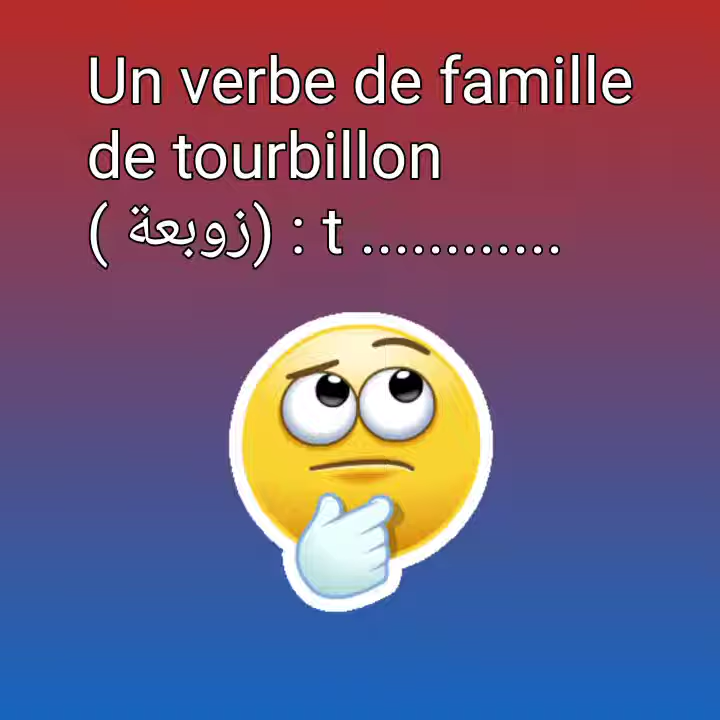 Un verbe de famille
de tourbillon
( زوبعة) : t ............